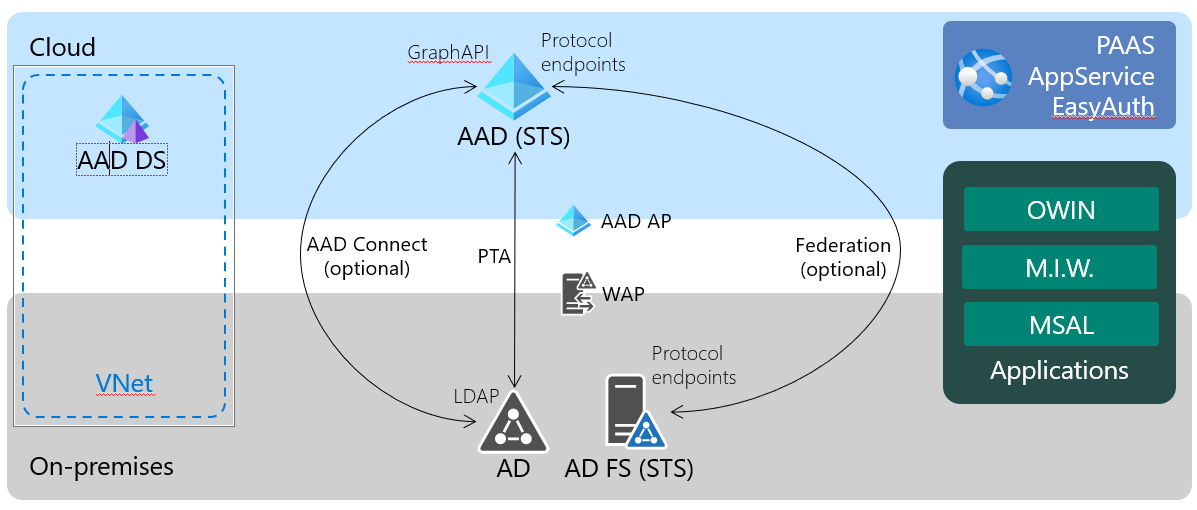 Cloud
AAD DS
VNet
On-premises
GraphAPI
Protocol
endpoints
AAD (STS)
AAD Connect
(optional)
PTA
AAD AP
WAP
Federation
(optional)
LDAP
AD
Protocol
endpoints
AD FS (STS)
PAAS
AppService
EasyAuth
OWIN
M.I.W.
MSAL
Applications